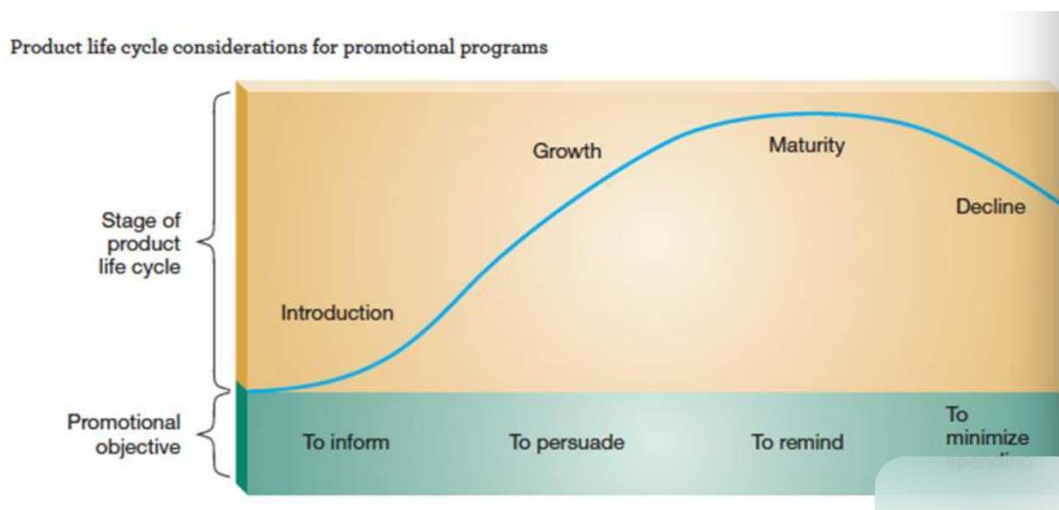 Product life cycle considerations for promotional programs
Growth
Maturity
Decline
Stage of
product
life cycle
Introduction
Promotional
objective
To inform
To persuade
To remind
To
minimize
spending